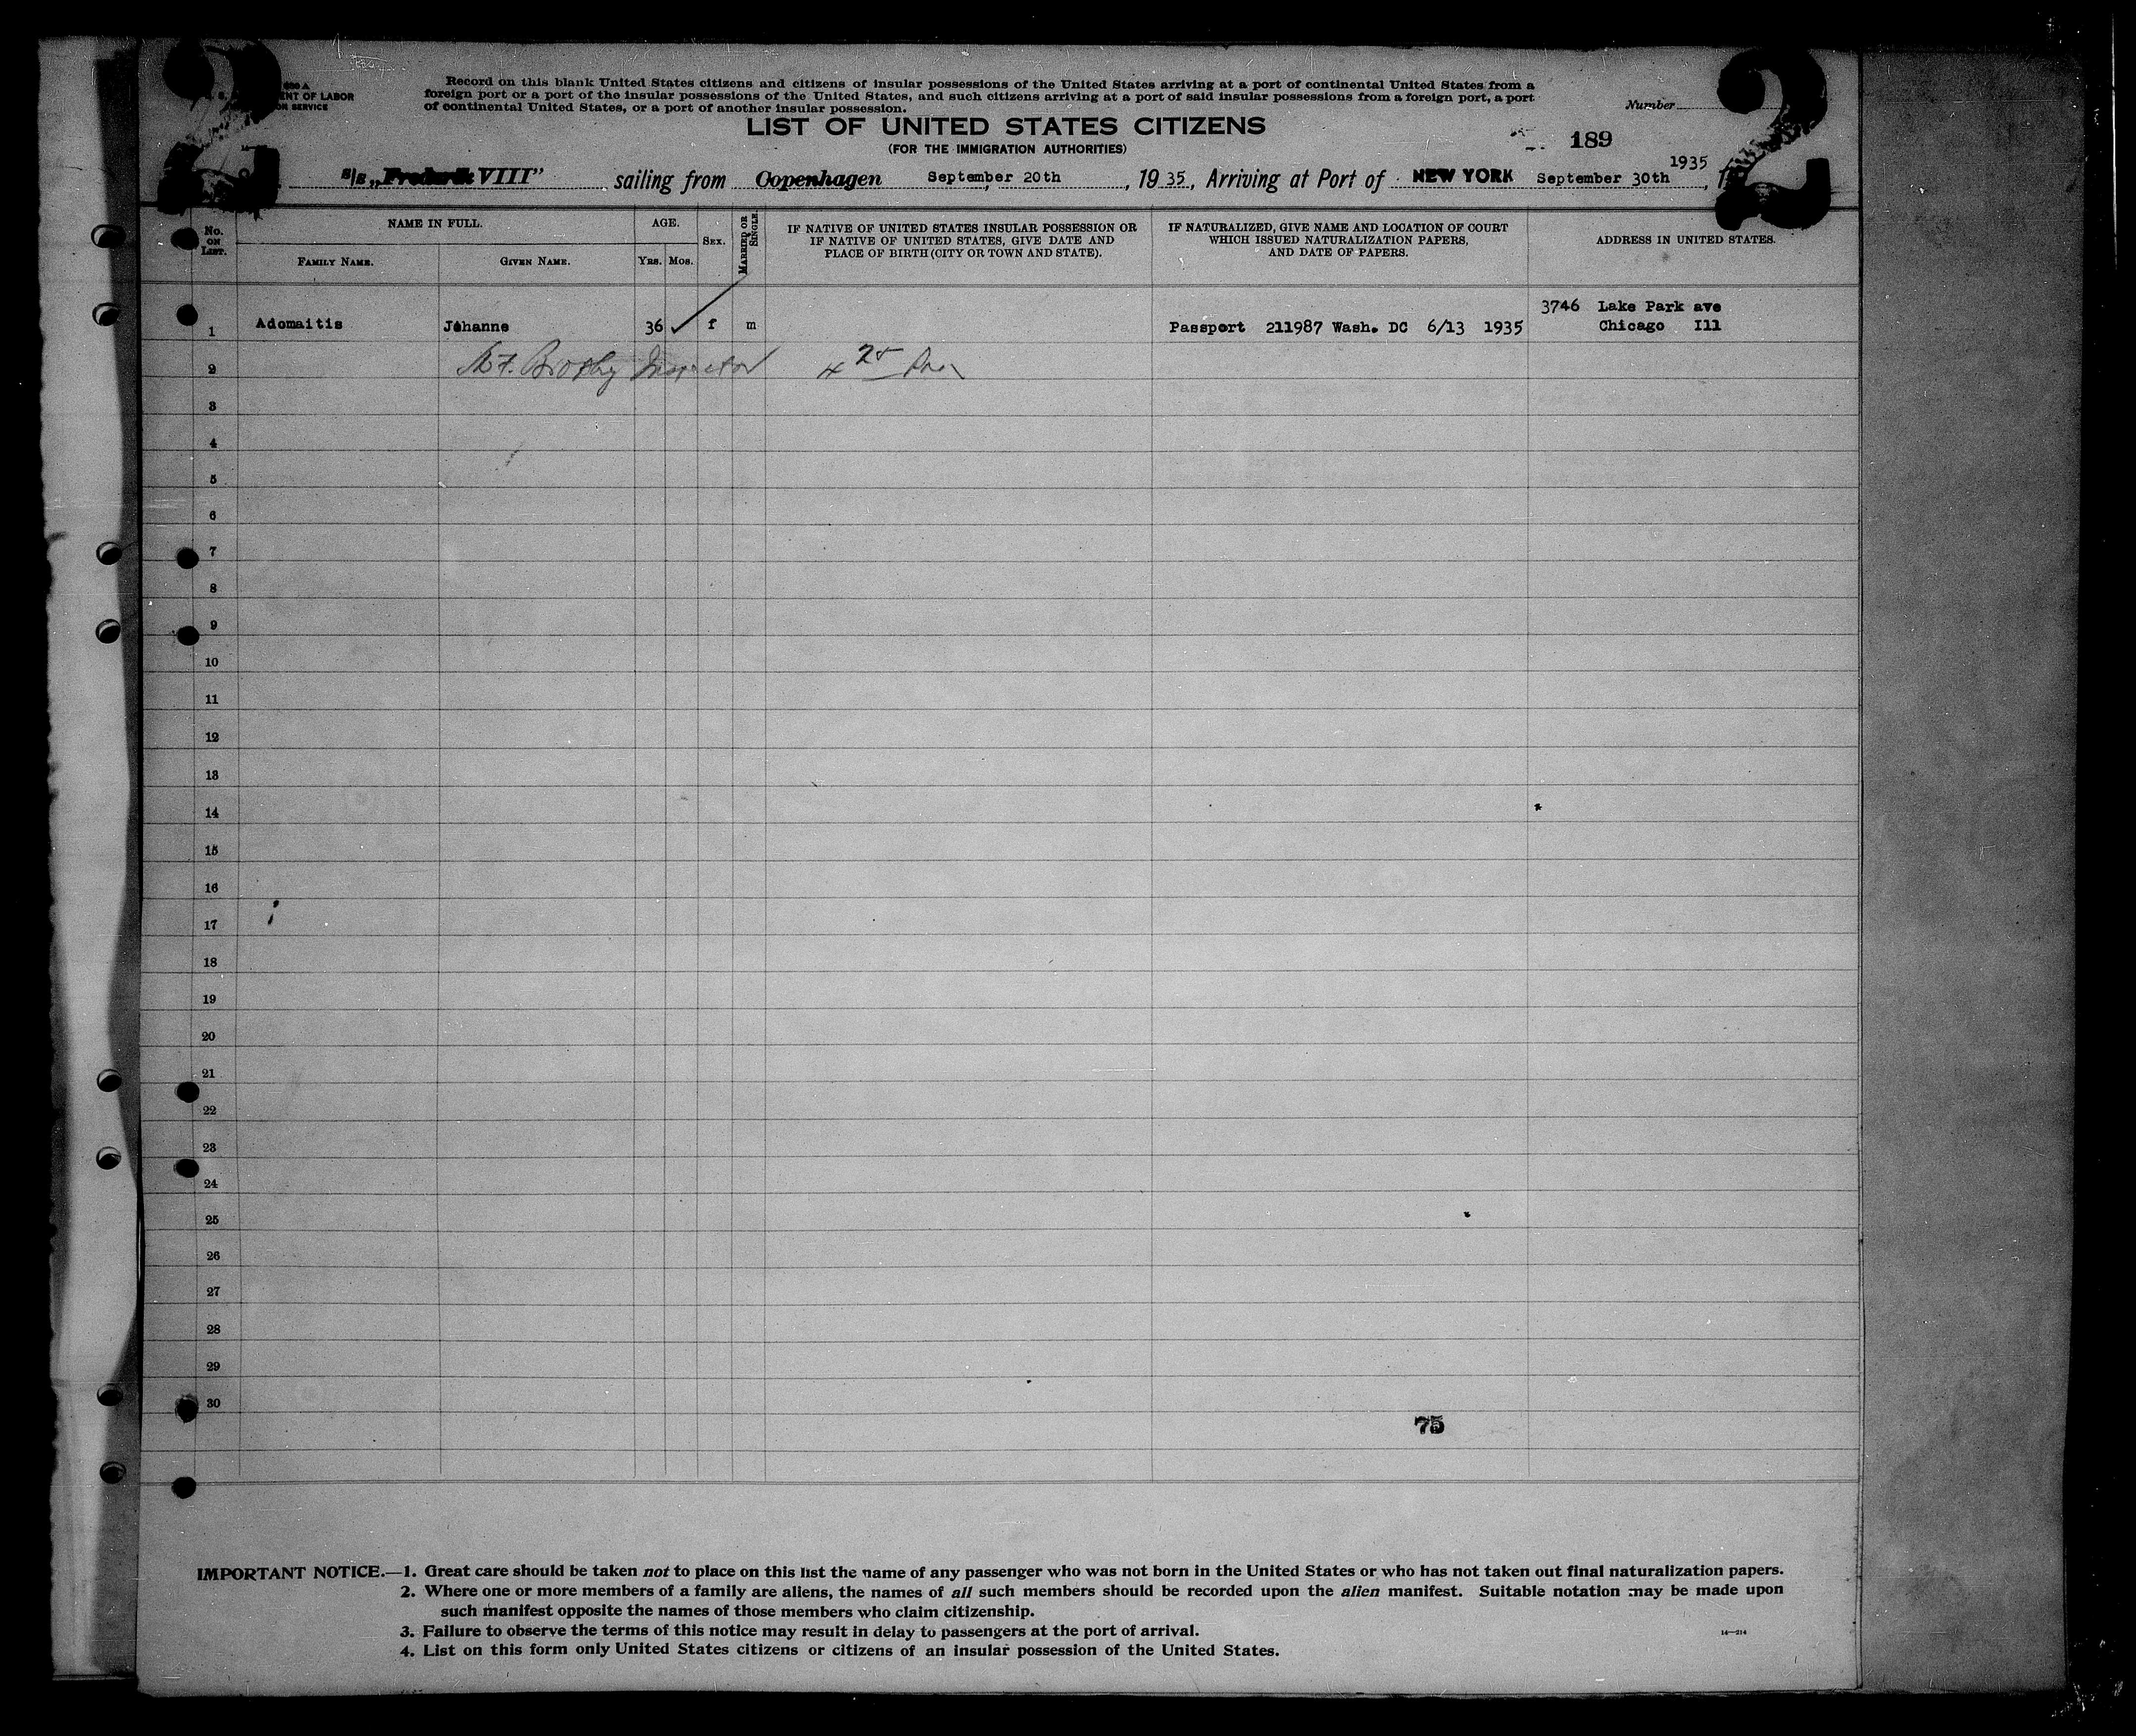 2 2
ENT OF LABOR
SERVICE
Record on this blank United States citizens and citizens of insular possessions of the United States arriving at a port of continental United States from a
foreign port or a port of the insular possessions of the United States, and such citizens arriving at a port of said insular possessions from a foreign port, a port
of continental United States, or a port of another insular possession.
Number
LIST OF UNITED STATES CITIZENS
(FOR THE IMMIGRATION AUTHORITIES)
189
s/s „Frederik VIII" sailing from Copenhagen September 20th, 1935, Arriving at Port of NEW YORK September 30th 1935, 1
No. ON LIST.
NAME IN FULL.
FAMILY NAME.
GIVEN NAME.
AGE.
YRS. MOS.
SEX.
MARRIED OR SINGLE.
IF NATIVE OF UNITED STATES INSULAR POSSESSION OR
IF NATIVE OF UNITED STATES, GIVE DATE AND
PLACE OF BIRTH (CITY OR TOWN AND STATE).
IF NATURALIZED, GIVE NAME AND LOCATION OF COURT
WHICH ISSUED NATURALIZATION PAPERS,
AND DATE OF PAPERS.
ADDRESS IN UNITED STATES.
1 Adomaitis Johanne 36 f m Passport 211987 Wash. DC 6/13 1935 3746 Lake Park ave
Chicago Ill
2 Inspector
3
4
5
6
7
8
9
10
11
12
13
14
15
16
17
18
19
20
21
22
23
24
25
26
27
28
29
30
75
IMPORTANT NOTICE.—1. Great care should be taken not to place on this list the name of any passenger who was not born in the United States or who has not taken out final naturalization papers.
2. Where one or more members of a family are aliens, the names of all such members should be recorded upon the alien manifest. Suitable notation may be made upon
such manifest opposite the names of those members who claim citizenship.
3. Failure to observe the terms of this notice may result in delay to passengers at the port of arrival.
14—214
4. List on this form only United States citizens or citizens of an insular possession of the United States.